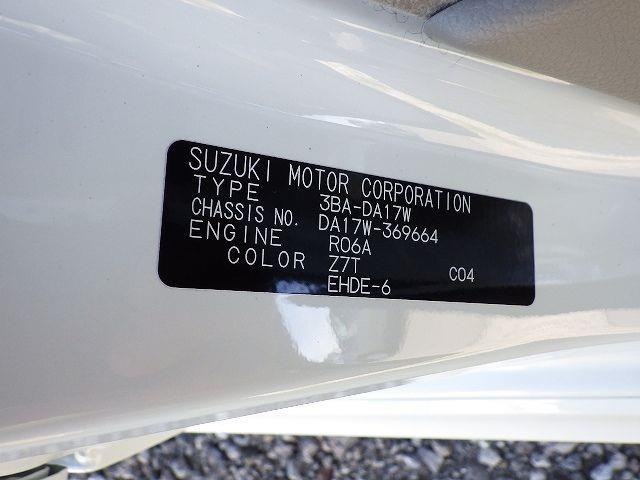 SUZUKI MOTOR CORPORATION
TYPE 3BA-DA17W
CHASSIS NO. DA17W-369664
ENGINE R06A
COLOR Z7T C04
EHDE-6